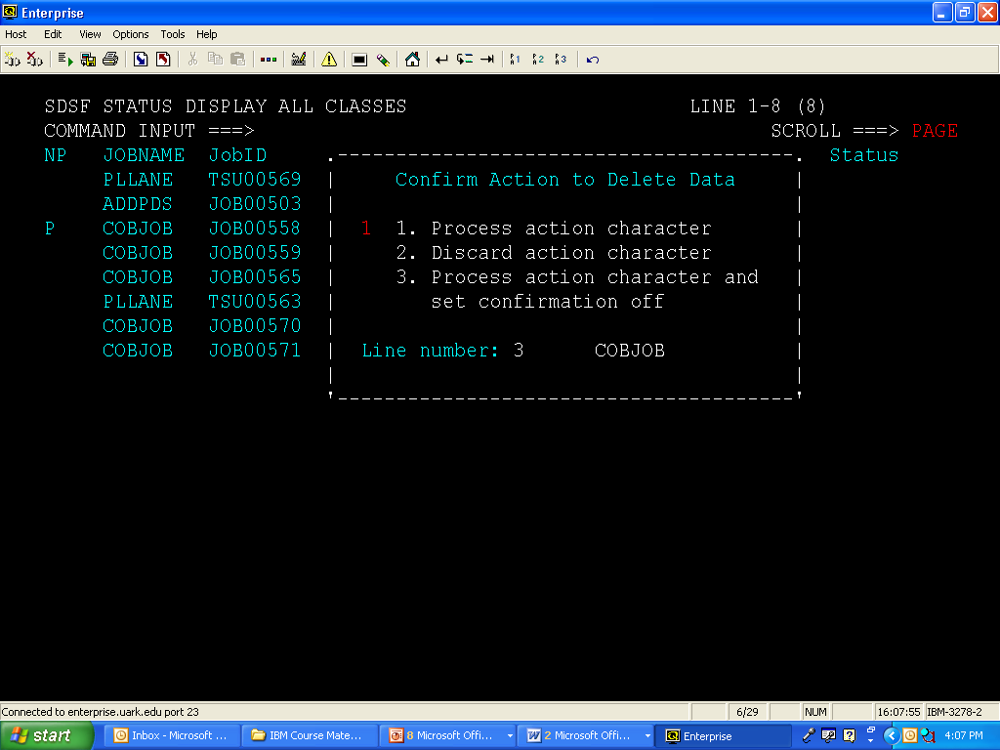 Enterprise
Host Edit View Options Tools Help
SDSF STATUS DISPLAY ALL CLASSES LINE 1-8 (8)
COMMAND INPUT ===> SCROLL ===> PAGE
NP JOBNAME JobID .---------------------------------------. Status
PLLANE TSU00569 | Confirm Action to Delete Data |
ADDPDS JOB00503 | |
P COBJOB JOB00558 | 1 1. Process action character |
COBJOB JOB00559 | 2. Discard action character |
COBJOB JOB00565 | 3. Process action character and |
PLLANE TSU00563 | set confirmation off |
COBJOB JOB00570 | |
COBJOB JOB00571 | Line number: 3 COBJOB |
| |
'---------------------------------------'
Connected to enterprise.uark.edu port 23 6/29 NUM 16:07:55 IBM-3278-2
start Inbox - Microsoft ... IBM Course Mate... 8 Microsoft Offi... 2 Microsoft Offi... Enterprise 4:07 PM